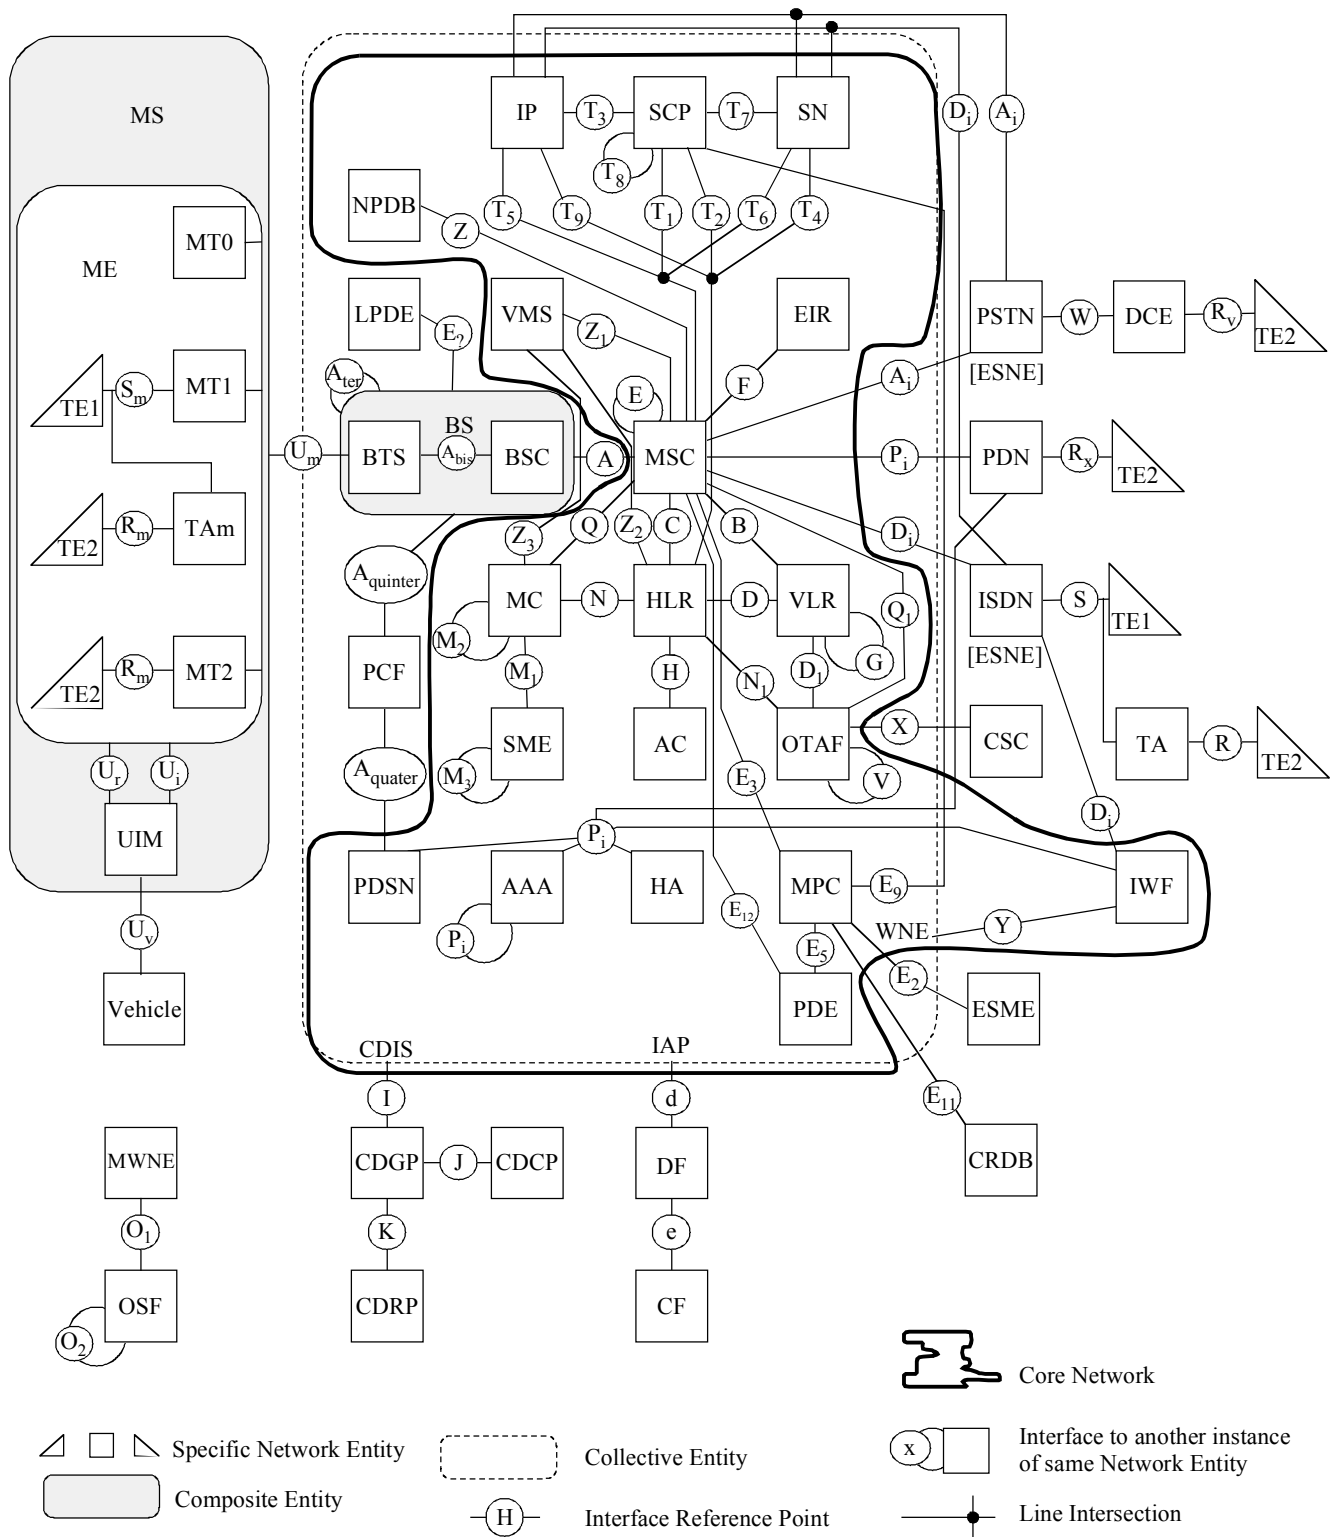 MS
IP
T3
SCP
T7
SN
Di
Ai
T8
NPDB
Z
T5
T9
T1
T2
T6
T4
MT0
ME
LPDE
E?
VMS
Z1
EIR
PSTN
W
DCE
Rv
TE2
[ESNE]
TE1
Sm
MT1
Ater
E
F
Ai
Um
BTS
BS
Abis
BSC
A
MSC
Pi
PDN
Rx
TE2
TE2
Rm
TAm
Z3
Q
Z2
C
B
Di
Aquinter
MC
N
HLR
D
VLR
Q1
ISDN
S
TE1
[ESNE]
M2
G
TE2
Rm
MT2
PCF
M1
H
N1
D1
SME
AC
OTAF
X
CSC
TA
R
TE2
Ur
Ui
Aquater
M3
E3
V
UIM
Pi
Di
PDSN
AAA
HA
MPC
E9
IWF
E12
WNE
Y
Uv
Pi
E5
E2
Vehicle
PDE
ESME
CDIS
IAP
I
d
E11
MWNE
CDGP
J
CDCP
DF
CRDB
O1
K
e
OSF
CDRP
CF
O2
Core Network
Specific Network Entity
Collective Entity
x
Interface to another instance
of same Network Entity
Composite Entity
H
Interface Reference Point
Line Intersection